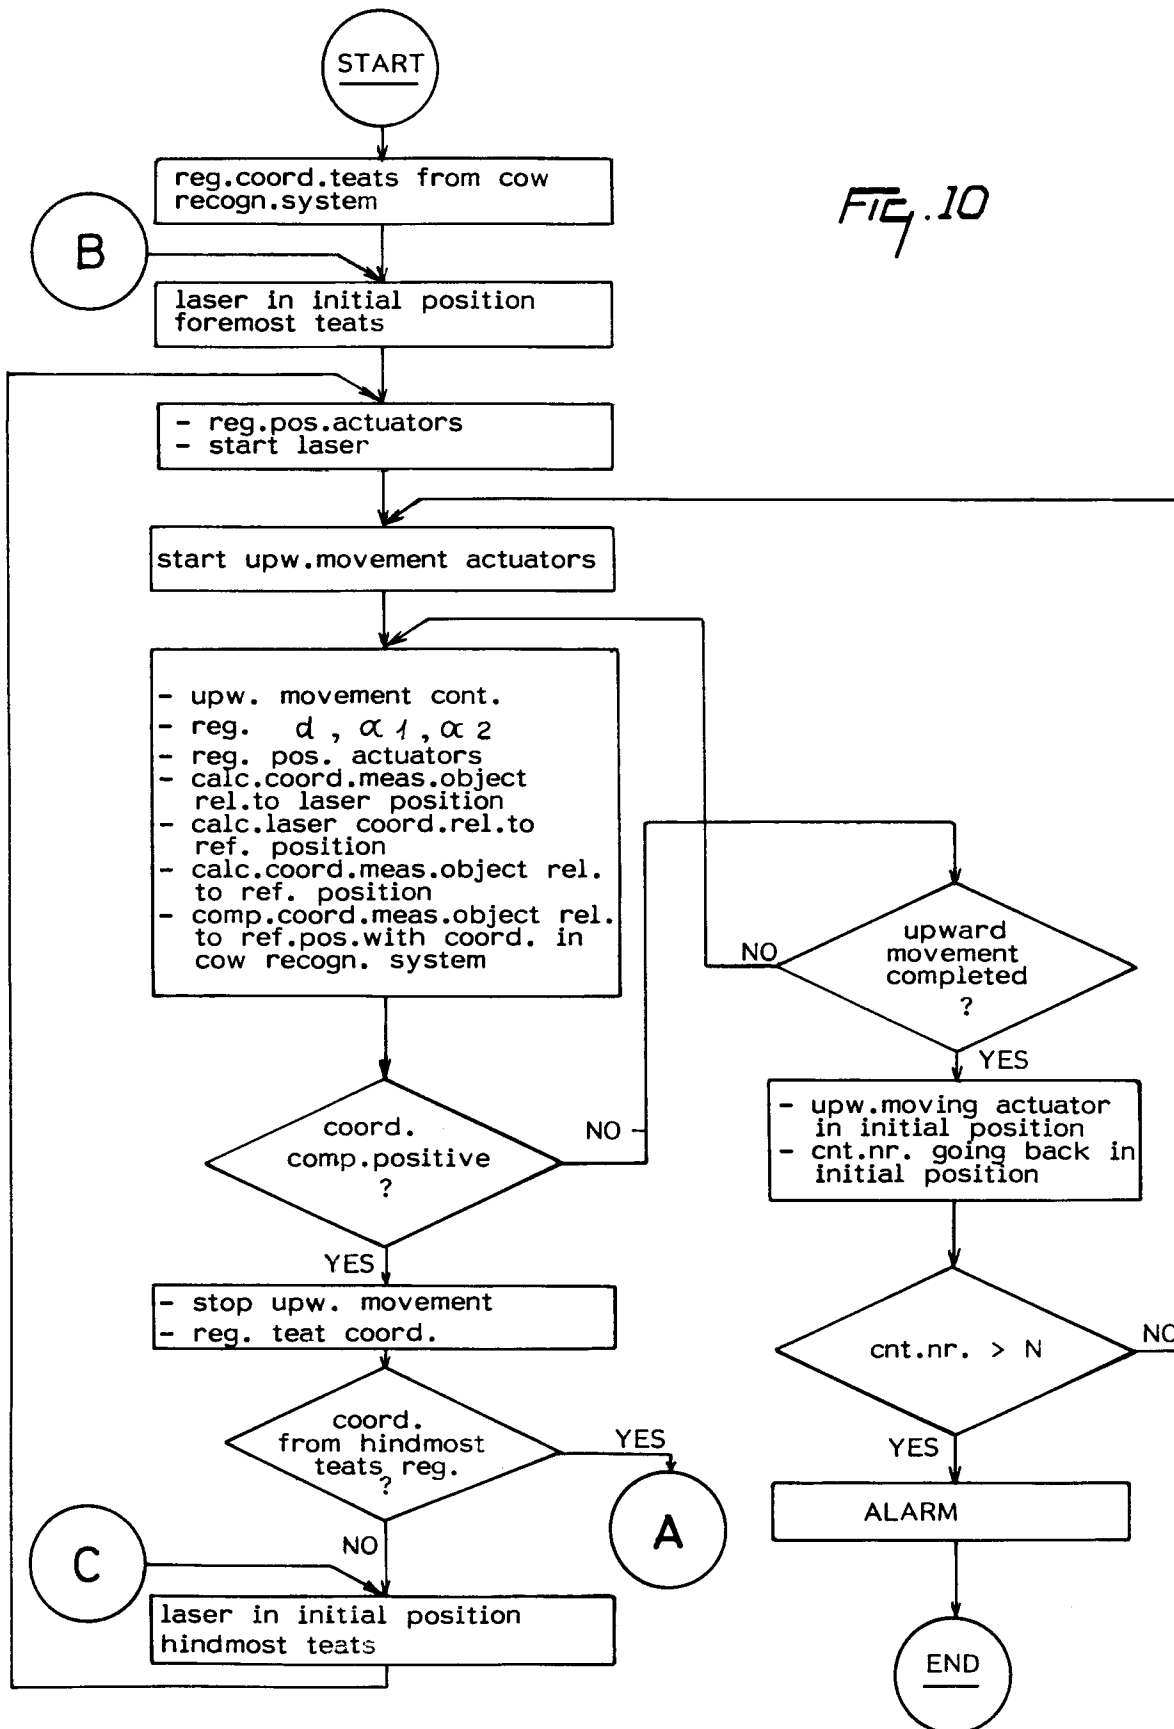 START
reg.coord.teats from cow
recogn.system
Fig.10
B
laser in initial position
foremost teats
- reg.pos.actuators
- start laser
start upw.movement actuators
- upw. movement cont.
- reg. d , α1 , α2
- reg. pos. actuators
- calc.coord.meas.object
rel.to laser position
- calc.laser coord.rel.to
ref. position
- calc.coord.meas.object rel.
to ref. position
- comp.coord.meas.object rel.
to ref.pos.with coord. in
cow recogn. system
upward
movement
completed
?
NO
YES
- upw.moving actuator
in initial position
- cnt.nr. going back in
initial position
coord.
comp.positive
?
NO
YES
- stop upw. movement
- reg. teat coord.
cnt.nr. > N
NO
YES
coord.
from hindmost
teats reg.
?
YES
A
NO
ALARM
C
laser in initial position
hindmost teats
END